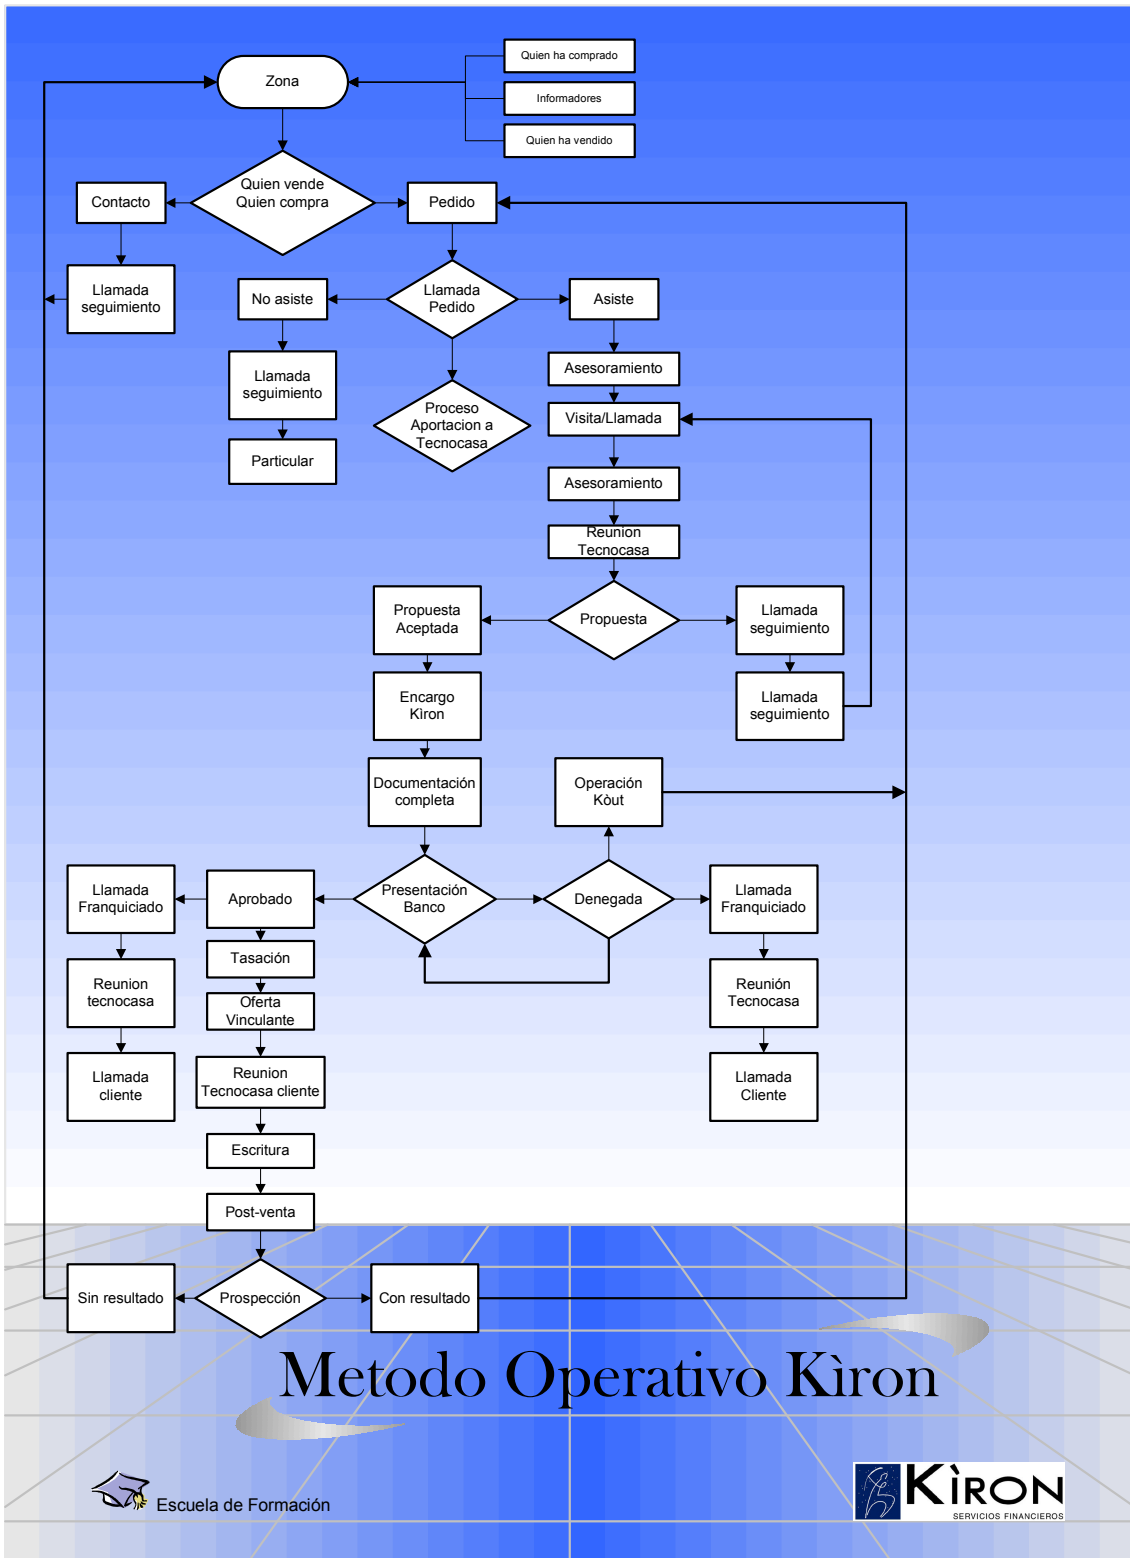 Quien ha comprado
Zona
Informadores
Quien ha vendido
Quien vende
Quien compra
Contacto
Pedido
Llamada
seguimiento
No asiste
Llamada
Pedido
Asiste
Llamada
seguimiento
Asesoramiento
Proceso
Aportacion a
Tecnocasa
Visita/Llamada
Particular
Asesoramiento
Reunion
Tecnocasa
Propuesta
Aceptada
Propuesta
Llamada
seguimiento
Encargo
Kìron
Llamada
seguimiento
Documentación
completa
Operación
Kòut
Llamada
Franquiciado
Aprobado
Presentación
Banco
Denegada
Llamada
Franquiciado
Tasación
Reunion
tecnocasa
Oferta
Vinculante
Reunión
Tecnocasa
Llamada
cliente
Reunion
Tecnocasa cliente
Llamada
Cliente
Escritura
Post-venta
Sin resultado
Prospección
Con resultado
Metodo Operativo Kìron
Escuela de Formación
KÌRON
SERVICIOS FINANCIEROS